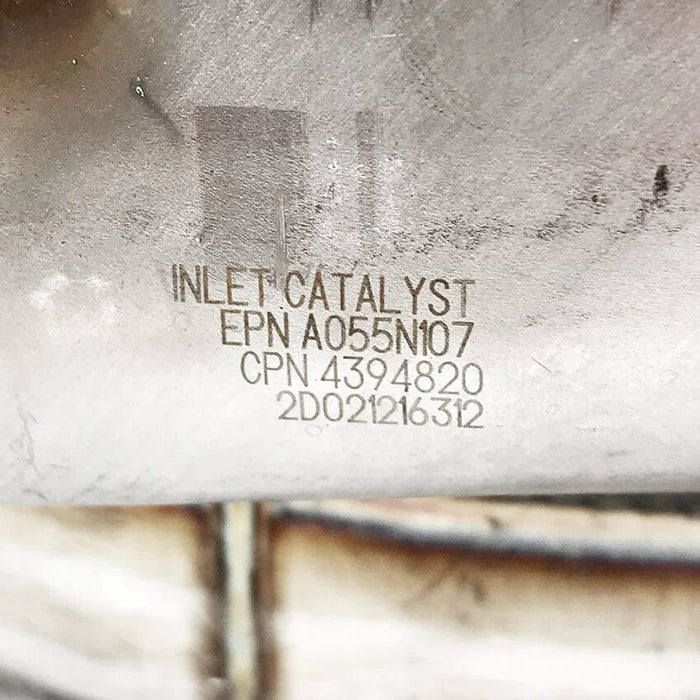 INLET CATALYST
EPN A055N107
CPN 4394820
2D021216312